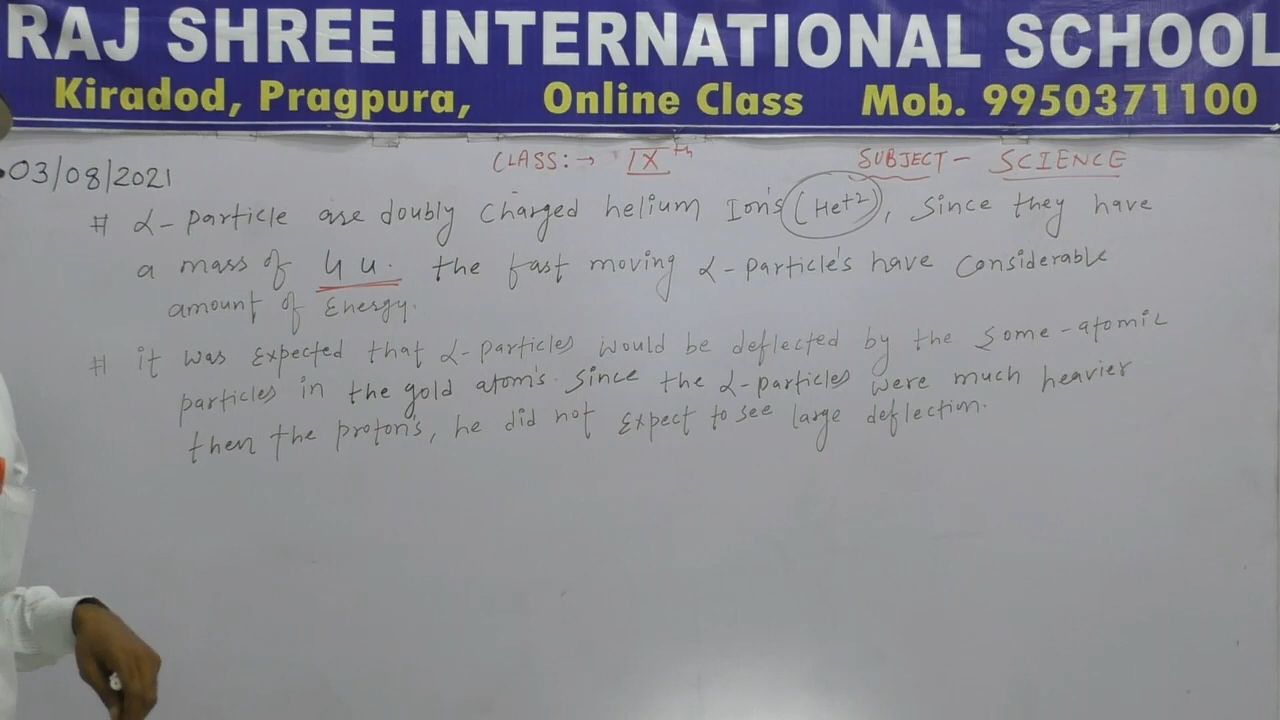 RAJ SHREE INTERNATIONAL SCHOOL
Kiradod, Pragpura, Online Class Mob. 9950371100
CLASS:→ IXth SUBJECT- SCIENCE
03/08/2021
# α-particle are doubly charged helium Ion's (He+2), since they have
a mass of 4 u. the fast moving α-particle's have considerable
amount of Energy.
# it was expected that α-particles would be deflected by the some-atomic
particles in the gold atom's. since the α-particles were much heavier
then the proton's, he did not expect to see large deflection.